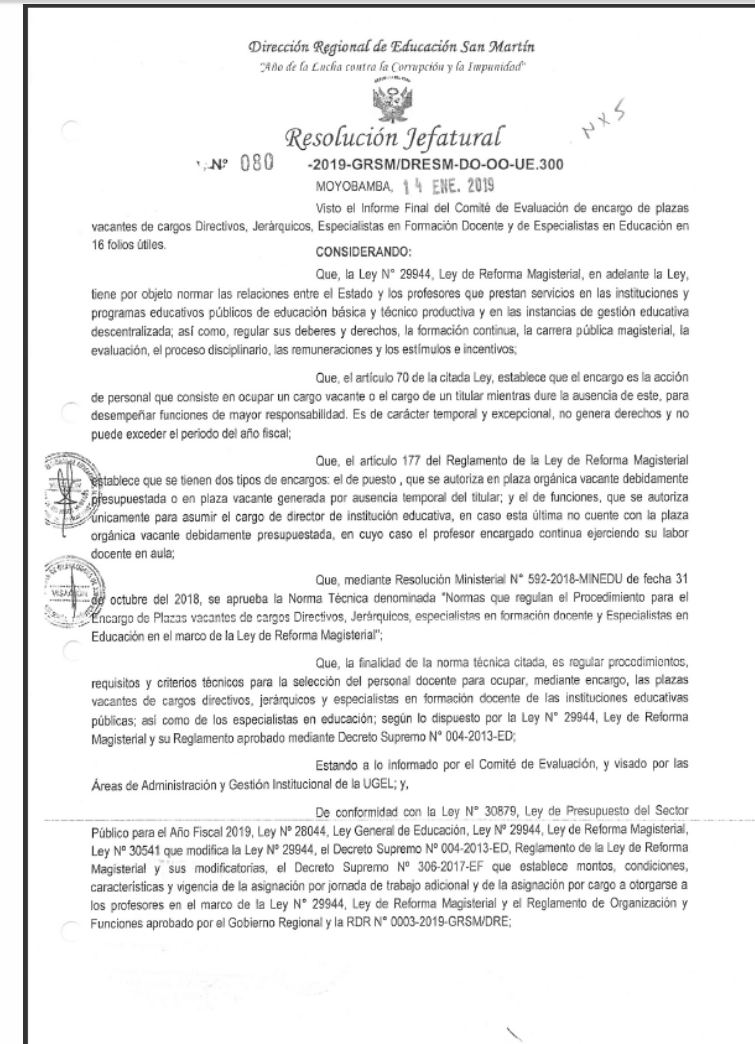 Dirección Regional de Educación San Martín
"Año de la Lucha contra la Corrupción y la Impunidad"
Resolución Jefatural
Nº 080 -2019-GRSM/DRESM-DO-OO-UE.300
MOYOBAMBA, 14 ENE. 2019
Visto el Informe Final del Comité de Evaluación de encargo de plazas
vacantes de cargos Directivos, Jerárquicos, Especialistas en Formación Docente y de Especialistas en Educación en
16 folios útiles.
CONSIDERANDO:
Que, la Ley N° 29944, Ley de Reforma Magisterial, en adelante la Ley,
tiene por objeto normar las relaciones entre el Estado y los profesores que prestan servicios en las instituciones y
programas educativos públicos de educación básica y técnico productiva y en las instancias de gestión educativa
descentralizada; así como, regular sus deberes y derechos, la formación continua, la carrera pública magisterial, la
evaluación, el proceso disciplinario, las remuneraciones y los estímulos e incentivos;
Que, el artículo 70 de la citada Ley, establece que el encargo es la acción
de personal que consiste en ocupar un cargo vacante o el cargo de un titular mientras dure la ausencia de este, para
desempeñar funciones de mayor responsabilidad. Es de carácter temporal y excepcional, no genera derechos y no
puede exceder el periodo del año fiscal;
Que, el artículo 177 del Reglamento de la Ley de Reforma Magisterial
establece que se tienen dos tipos de encargos: el de puesto , que se autoriza en plaza orgánica vacante debidamente
presupuestada o en plaza vacante generada por ausencia temporal del titular; y el de funciones, que se autoriza
únicamente para asumir el cargo de director de institución educativa, en caso esta última no cuente con la plaza
orgánica vacante debidamente presupuestada, en cuyo caso el profesor encargado continua ejerciendo su labor
docente en aula;
Que, mediante Resolución Ministerial N° 592-2018-MINEDU de fecha 31
de octubre del 2018, se aprueba la Norma Técnica denominada "Normas que regulan el Procedimiento para el
Encargo de Plazas vacantes de cargos Directivos, Jerárquicos, especialistas en formación docente y Especialistas en
Educación en el marco de la Ley de Reforma Magisterial";
Que, la finalidad de la norma técnica citada, es regular procedimientos,
requisitos y criterios técnicos para la selección del personal docente para ocupar, mediante encargo, las plazas
vacantes de cargos directivos, jerárquicos y especialistas en formación docente de las instituciones educativas
públicas; así como de los especialistas en educación; según lo dispuesto por la Ley N° 29944, Ley de Reforma
Magisterial y su Reglamento aprobado mediante Decreto Supremo N° 004-2013-ED;
Estando a lo informado por el Comité de Evaluación, y visado por las
Áreas de Administración y Gestión Institucional de la UGEL; y,
De conformidad con la Ley N° 30879, Ley de Presupuesto del Sector
Público para el Año Fiscal 2019, Ley Nº 28044, Ley General de Educación, Ley N° 29944, Ley de Reforma Magisterial,
Ley N° 30541 que modifica la Ley N° 29944, el Decreto Supremo N° 004-2013-ED, Reglamento de la Ley de Reforma
Magisterial y sus modificatorias, el Decreto Supremo N° 306-2017-EF que establece montos, condiciones,
características y vigencia de la asignación por jornada de trabajo adicional y de la asignación por cargo a otorgarse a
los profesores en el marco de la Ley N° 29944, Ley de Reforma Magisterial y el Reglamento de Organización y
Funciones aprobado por el Gobierno Regional y la RDR N° 0003-2019-GRSM/DRE;